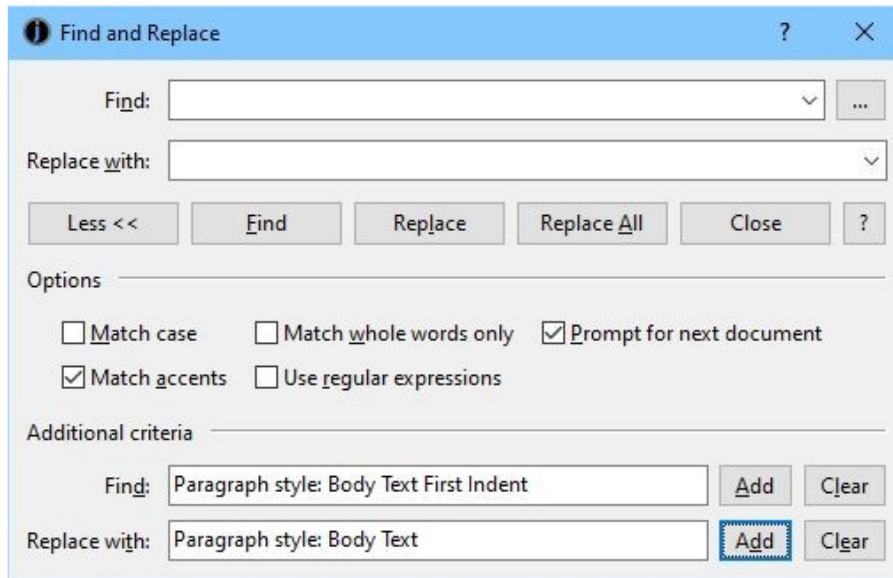 Find and Replace ?
Find: ...
Replace with:
Less << Find Replace Replace All Close ?
Options
Match case Match whole words only Prompt for next document
Match accents Use regular expressions
Additional criteria
Find: Paragraph style: Body Text First Indent Add Clear
Replace with: Paragraph style: Body Text Add Clear